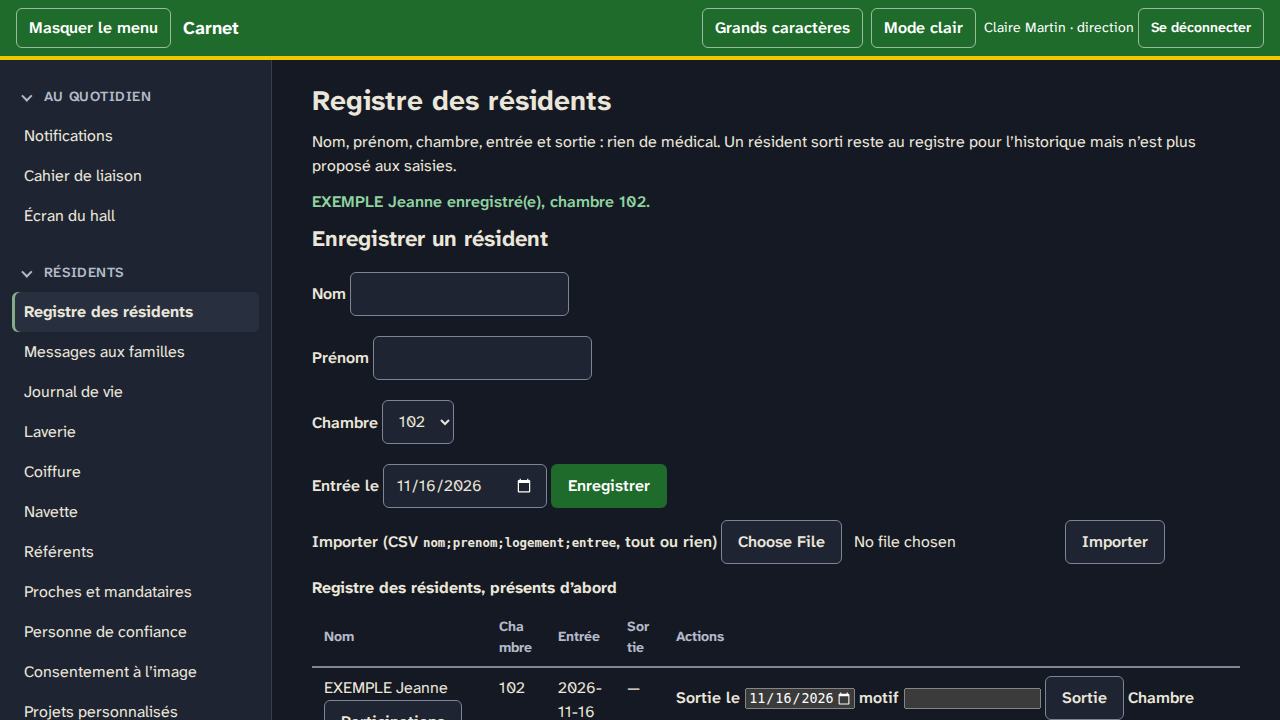 Masquer le menu Carnet Grands caractères Mode clair Claire Martin · direction Se déconnecter
AU QUOTIDIEN
Notifications
Cahier de liaison
Écran du hall
RÉSIDENTS
Registre des résidents
Messages aux familles
Journal de vie
Laverie
Coiffure
Navette
Référents
Proches et mandataires
Personne de confiance
Consentement à l’image
Projets personnalisés
Registre des résidents
Nom, prénom, chambre, entrée et sortie : rien de médical. Un résident sorti reste au registre pour l’historique mais n’est plus
proposé aux saisies.
EXEMPLE Jeanne enregistré(e), chambre 102.
Enregistrer un résident
Nom
Prénom
Chambre 102
Entrée le 11/16/2026 Enregistrer
Importer (CSV nom;prenom;logement;entree, tout ou rien) Choose File No file chosen Importer
Registre des résidents, présents d’abord
Nom Cha
mbre Entrée Sor
tie Actions
EXEMPLE Jeanne 102 2026-
11-16 — Sortie le 11/16/2026 motif Sortie Chambre
Participations